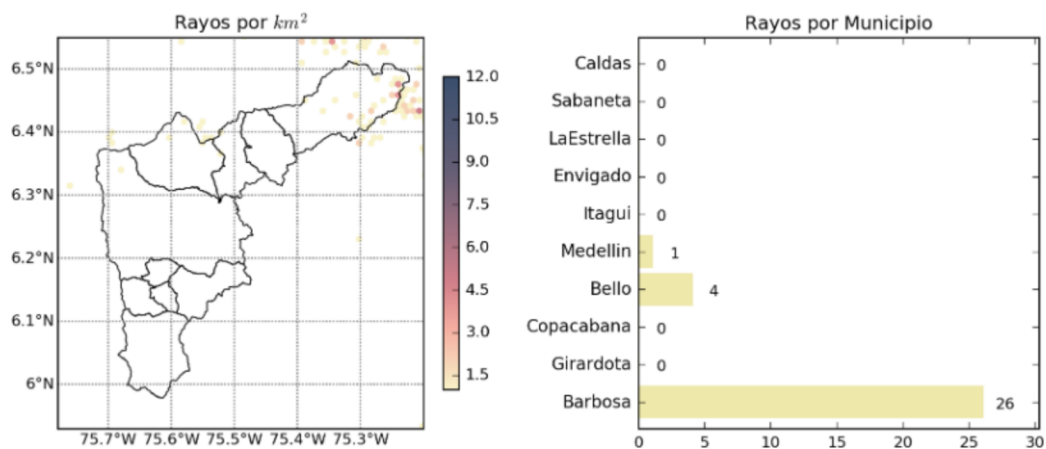 Rayos por km²
6.5°N
6.4°N
6.3°N
6.2°N
6.1°N
6°N
75.7°W 75.6°W 75.5°W 75.4°W 75.3°W
12.0
10.5
9.0
7.5
6.0
4.5
3.0
1.5
Rayos por Municipio
Caldas 0
Sabaneta 0
LaEstrella 0
Envigado 0
Itagui 0
Medellin 1
Bello 4
Copacabana 0
Girardota 0
Barbosa 26
0 5 10 15 20 25 30